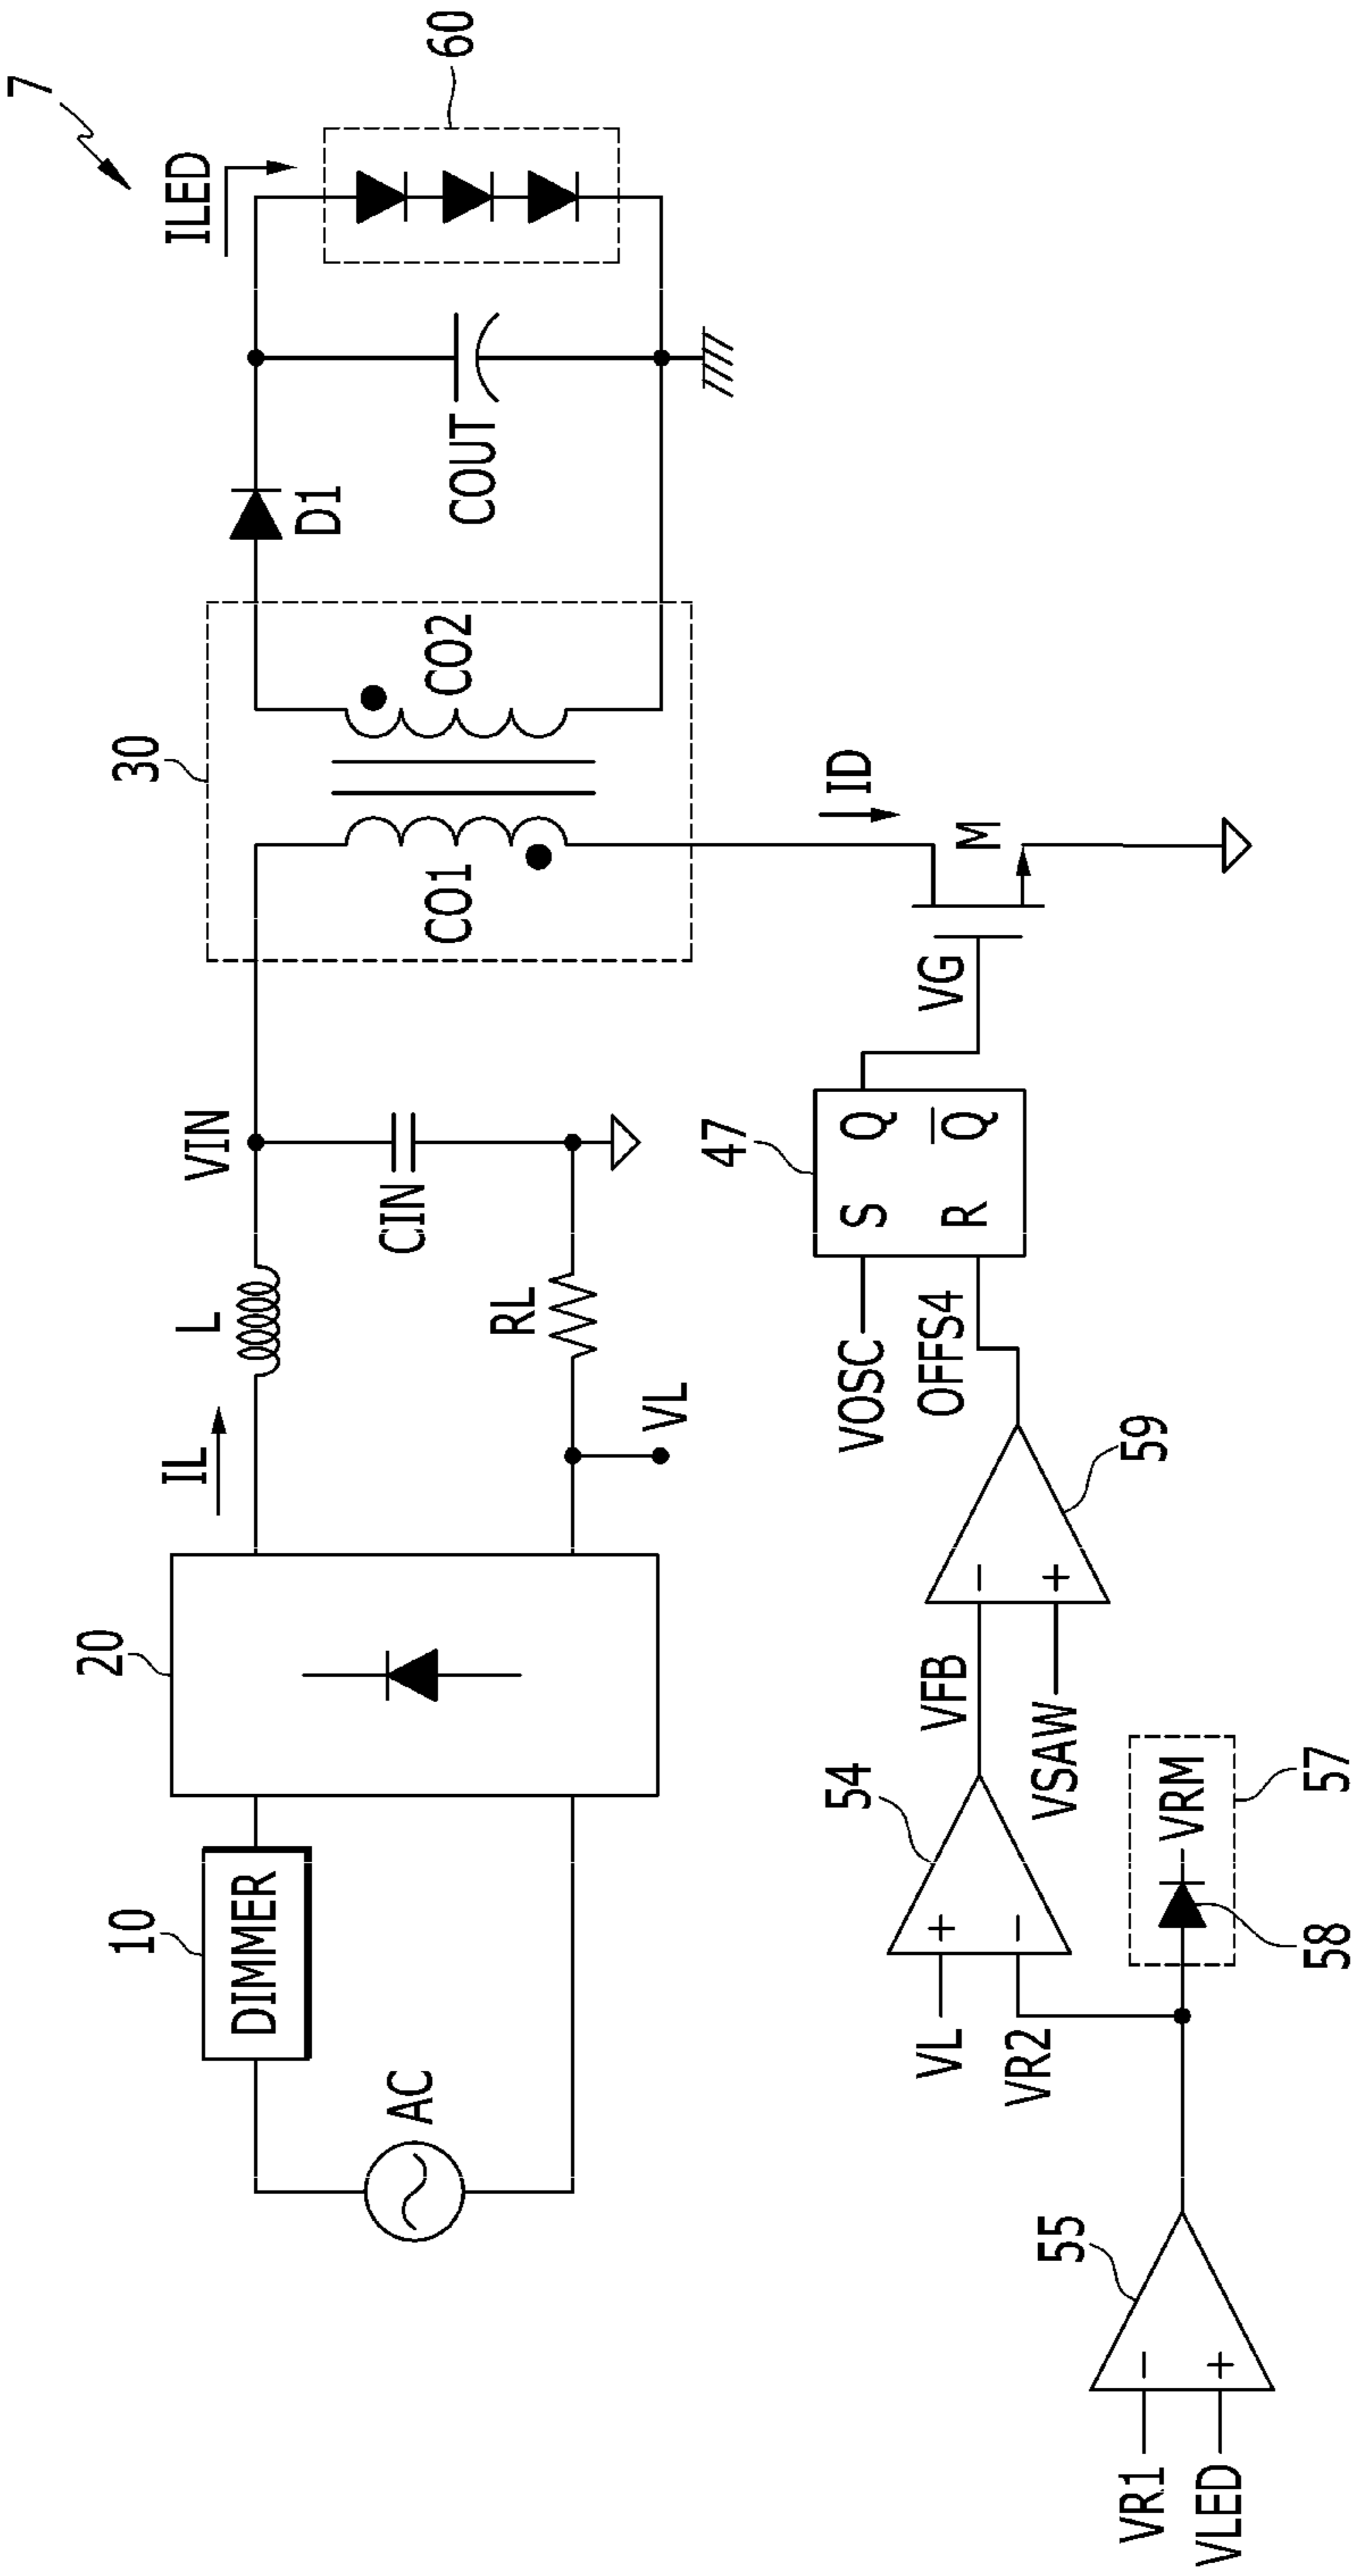 7
ILED
60
30
D1
COUT
CO1
CO2
VIN
L
IL
CIN
RL
VL
20
10
DIMMER
AC
ID
M
VG
47
S Q
R Q̅
VOSC
OFFS4
59
−
+
VFB
VSAW
54
+
−
VL
VR2
VRM
57
58
55
−
+
VR1
VLED